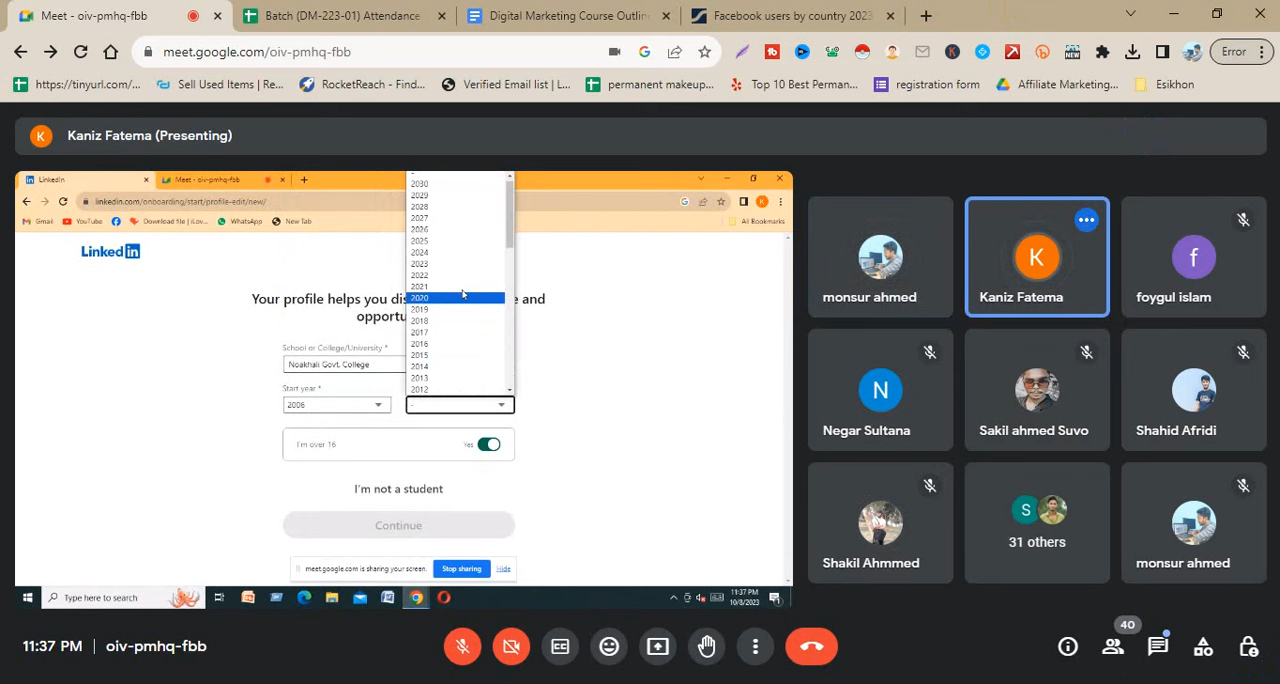 Meet - oiv-pmhq-fbb
Batch (DM-223-01) Attendance
Digital Marketing Course Outlin
Facebook users by country 2023
meet.google.com/oiv-pmhq-fbb
Error
https://tinyurl.com/...
Sell Used Items | Re...
RocketReach - Find...
Verified Email list | L...
permanent makeup...
Top 10 Best Perman...
registration form
Affiliate Marketing...
Esikhon
K
Kaniz Fatema (Presenting)
LinkedIn
Meet - oiv-pmhq-fbb
linkedin.com/onboarding/start/profile-edit/new/
Gmail
YouTube
Download file | iLov...
WhatsApp
New Tab
All Bookmarks
Linked in
Your profile helps you dis
e and
opportu
School or College/University *
Noakhali Govt. College
Start year *
2006
-
2030
2029
2028
2027
2026
2025
2024
2023
2022
2021
2020
2019
2018
2017
2016
2015
2014
2013
2012
-
I'm over 16
Yes
I'm not a student
Continue
meet.google.com is sharing your screen.
Stop sharing
Hide
Type here to search
11:37 PM
10/8/2023
monsur ahmed
K
Kaniz Fatema
f
foygul islam
N
Negar Sultana
Sakil ahmed Suvo
Shahid Afridi
Shakil Ahmmed
S
31 others
monsur ahmed
11:37 PM | oiv-pmhq-fbb
40